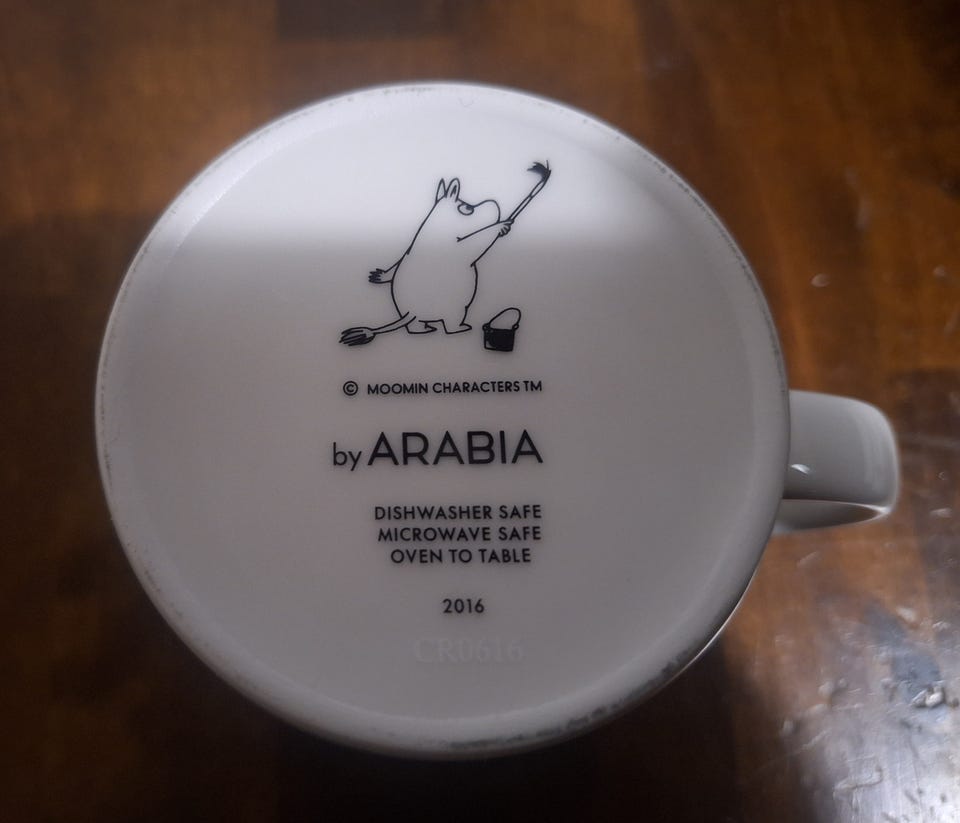 © MOOMIN CHARACTERS TM
by ARABIA
DISHWASHER SAFE
MICROWAVE SAFE
OVEN TO TABLE
2016
CR0616